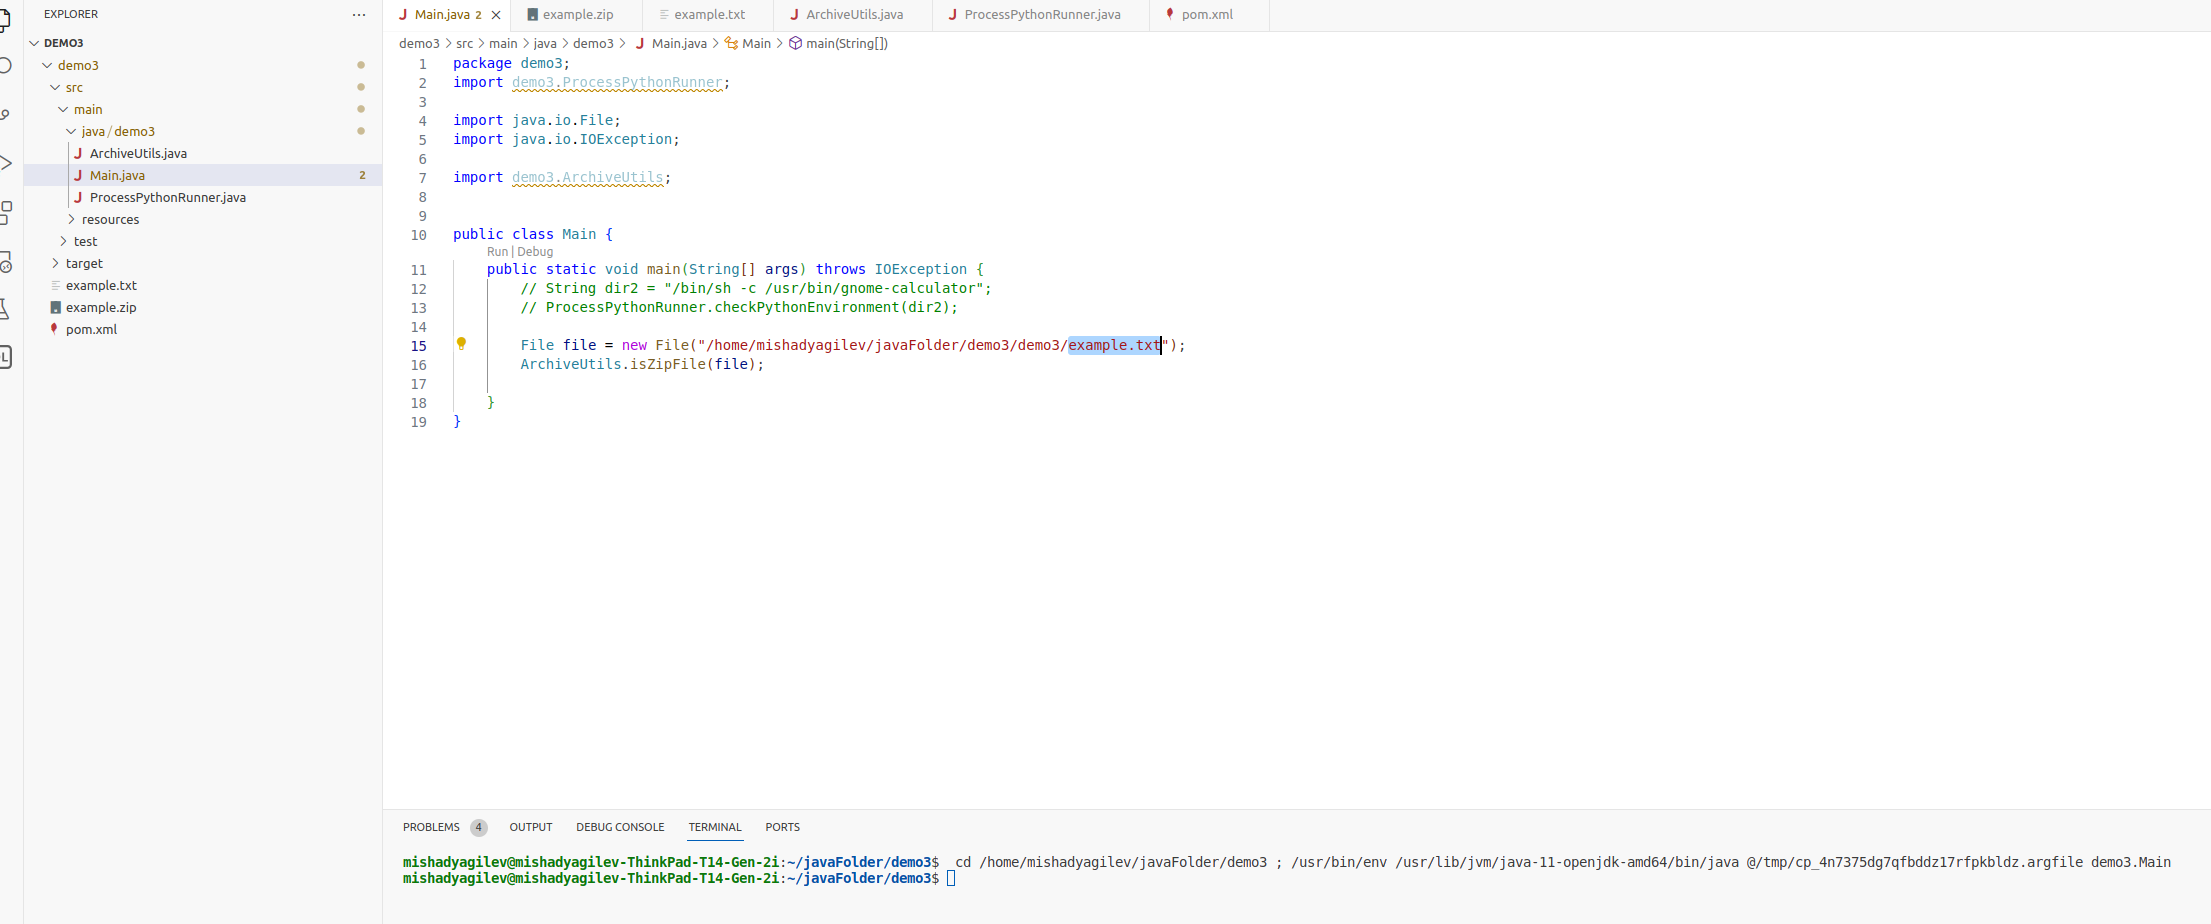 EXPLORER ...
DEMO3
demo3
src
main
java / demo3
ArchiveUtils.java
Main.java 2
ProcessPythonRunner.java
resources
test
target
example.txt
example.zip
pom.xml
Main.java 2 example.zip example.txt ArchiveUtils.java ProcessPythonRunner.java pom.xml
demo3 > src > main > java > demo3 > Main.java > Main > main(String[])
1 package demo3;
2 import demo3.ProcessPythonRunner;
3
4 import java.io.File;
5 import java.io.IOException;
6
7 import demo3.ArchiveUtils;
8
9
10 public class Main {
Run | Debug
11 public static void main(String[] args) throws IOException {
12 // String dir2 = "/bin/sh -c /usr/bin/gnome-calculator";
13 // ProcessPythonRunner.checkPythonEnvironment(dir2);
14
15 File file = new File("/home/mishadyagilev/javaFolder/demo3/demo3/example.txt");
16 ArchiveUtils.isZipFile(file);
17
18 }
19 }
PROBLEMS 4 OUTPUT DEBUG CONSOLE TERMINAL PORTS
mishadyagilev@mishadyagilev-ThinkPad-T14-Gen-2i:~/javaFolder/demo3$ cd /home/mishadyagilev/javaFolder/demo3 ; /usr/bin/env /usr/lib/jvm/java-11-openjdk-amd64/bin/java @/tmp/cp_4n7375dg7qfbddz17rfpkbldz.argfile demo3.Main
mishadyagilev@mishadyagilev-ThinkPad-T14-Gen-2i:~/javaFolder/demo3$